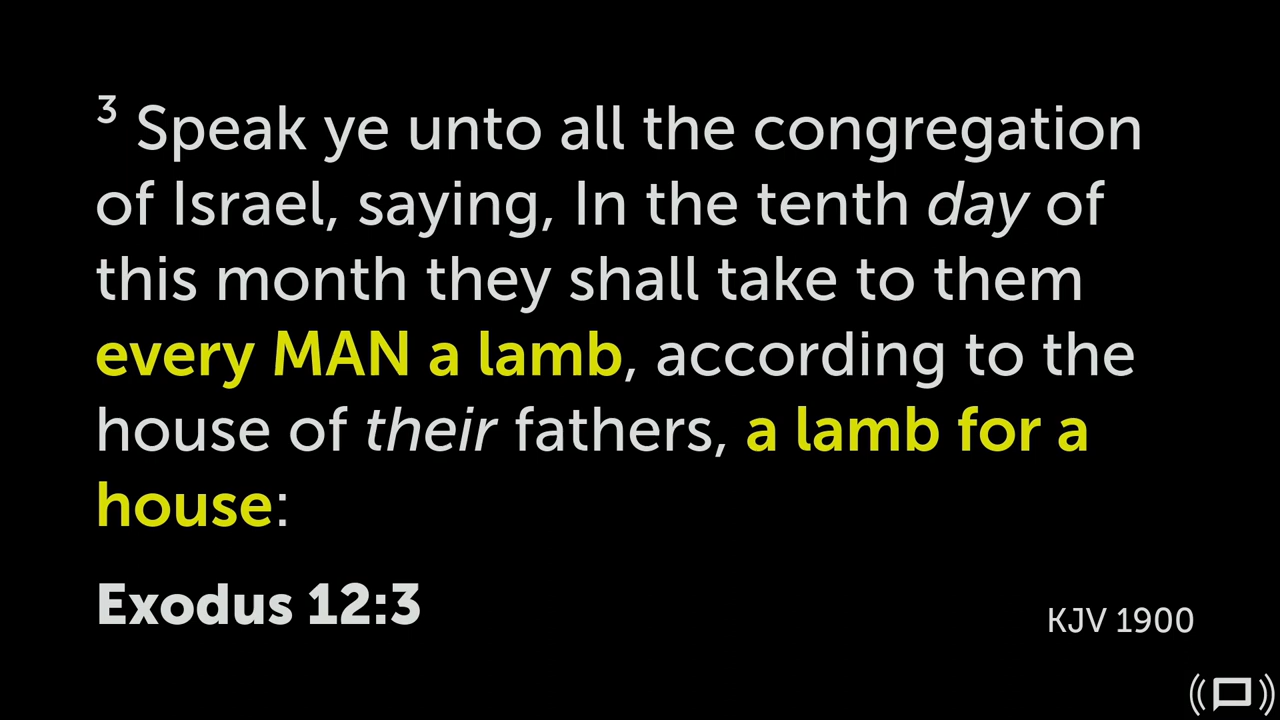 ³ Speak ye unto all the congregation
of Israel, saying, In the tenth day of
this month they shall take to them
every MAN a lamb, according to the
house of their fathers, a lamb for a
house:
Exodus 12:3
KJV 1900